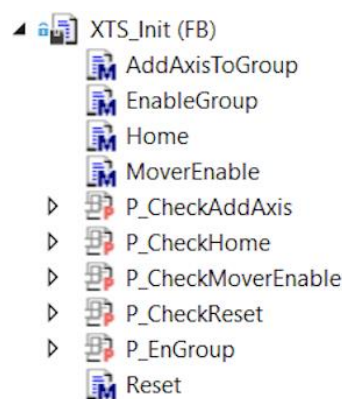 XTS_Init (FB)
AddAxisToGroup
EnableGroup
Home
MoverEnable
P_CheckAddAxis
P_CheckHome
P_CheckMoverEnable
P_CheckReset
P_EnGroup
Reset